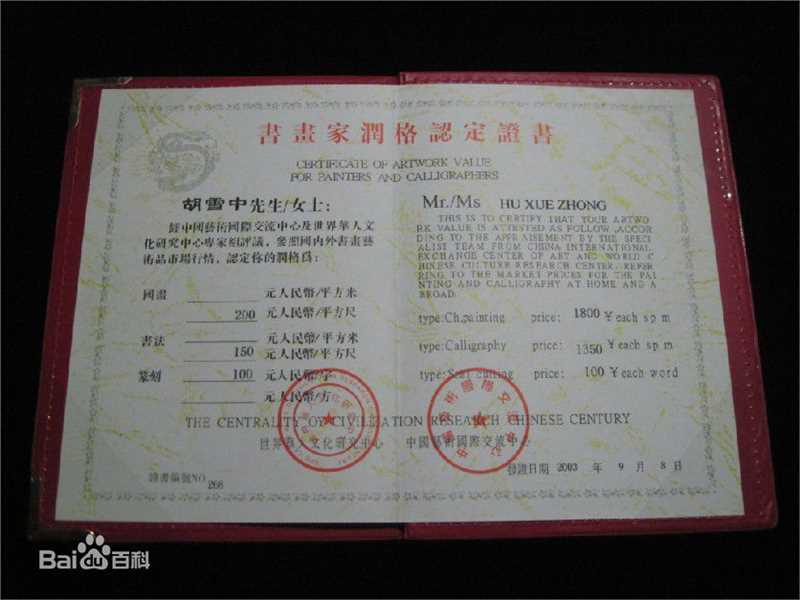 書畫家潤格認定證書
CERTIFICATE OF ARTWORK VALUE
FOR PAINTERS AND CALLIGRAPHERS
胡雪中先生/女士:
經中國藝術國際交流中心及世界華人文
化研究中心專家組評議,參照國内外書畫藝
術品市場行情,認定你的潤格爲:
國畫 元人民幣/平方米
200 元人民幣/平方尺
書法 元人民幣/平方米
150 元人民幣/平方尺
篆刻 100 元人民幣/字
元人民幣/方
Mr./Ms HU XUE ZHONG
THIS IS TO CERTIFY THAT YOUR ARTWO
RK VALUE IS ATTESTED AS FOLLOW ,ACCOR
DING TO THE APPRAISEMENT BY THE SPECI
ALIST TEAM FROM CHINA INTERNATIONAL
EXCHANGE CENTER OF ART AND WORLD C
HINESE CULTURE RESEARCH CENTER, REFER
RING TO THE MARKET PRICES FOR THE PAI
NTING AND CALLIGRAPHY AT HOME AND A
BROAD.
type:Ch.painting price: 1800 ¥ each sp m
type:Calligraphy price: 1350 ¥ each sp m
type:Seal cutting price: 100 ¥ each word
THE CENTRALITY OF CIVILIZATION RESEARCH CHINESE CENTURY
世界華人文化研究中心 中國藝術國際交流中心
證書編號NO. 268
發證日期 2003 年 9 月 8 日
Bai du 百科